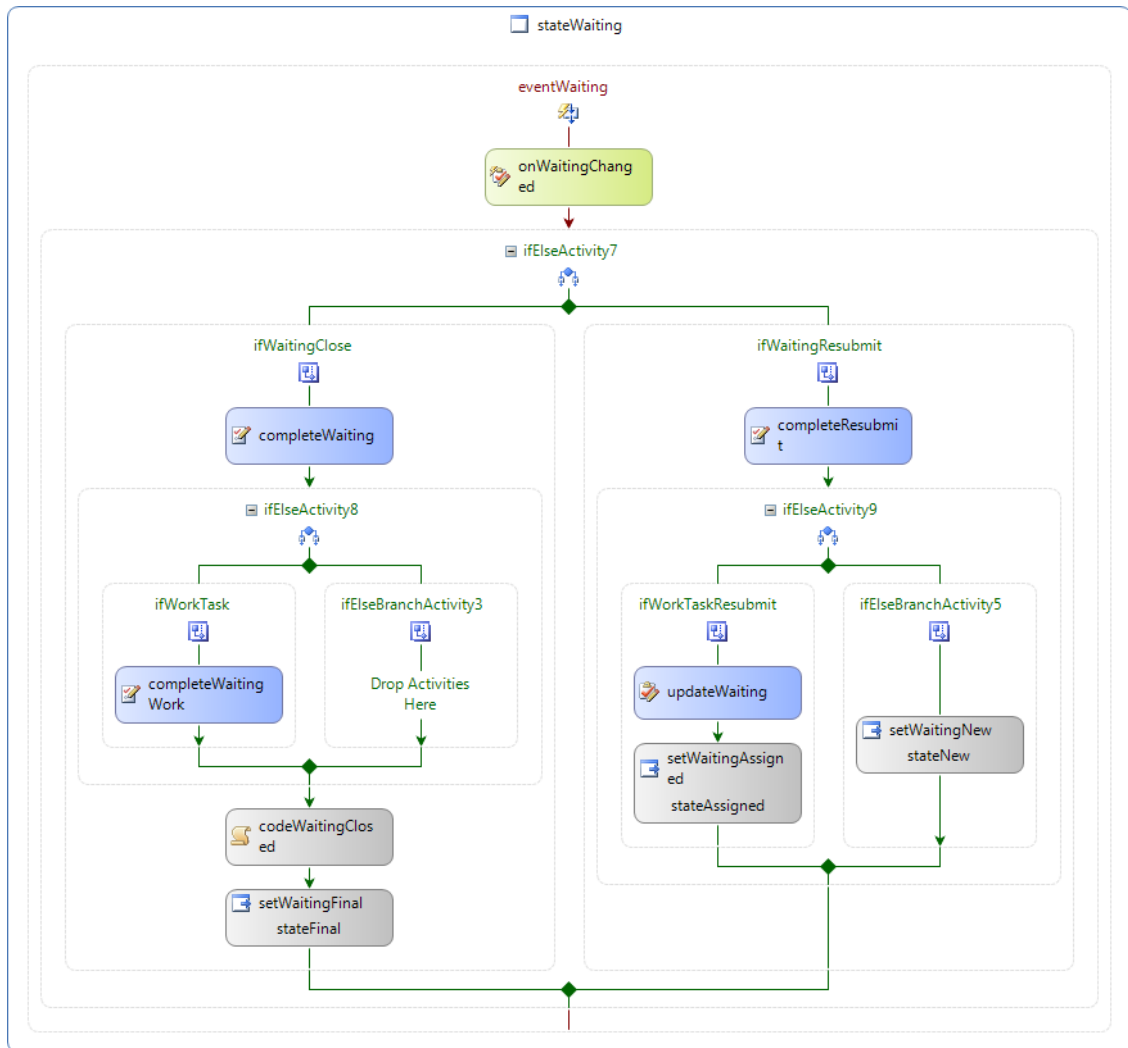 stateWaiting
eventWaiting
onWaitingChang
ed
ifElseActivity7
ifWaitingClose
ifWaitingResubmit
completeWaiting
completeResubmi
t
ifElseActivity8
ifElseActivity9
ifWorkTask
ifElseBranchActivity3
ifWorkTaskResubmit
ifElseBranchActivity5
completeWaiting
Work
Drop Activities
Here
updateWaiting
setWaitingNew
stateNew
setWaitingAssign
ed
stateAssigned
codeWaitingClos
ed
setWaitingFinal
stateFinal